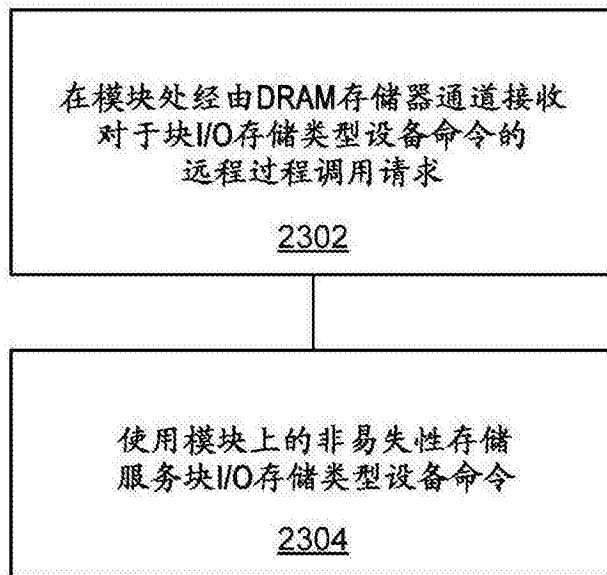 在模块处经由DRAM存储器通道接收
对于块I/O存储类型设备命令的
远程过程调用请求
2302
使用模块上的非易失性存储
服务块I/O存储类型设备命令
2304